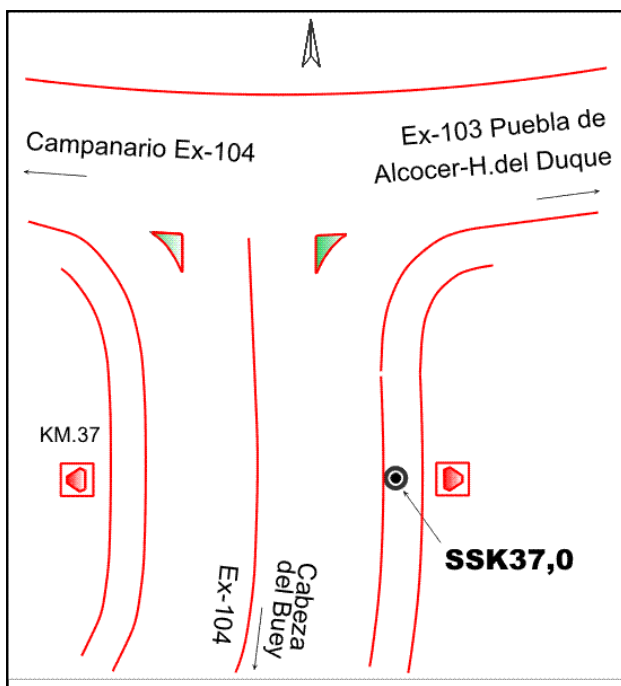 Campanario Ex-104
Ex-103 Puebla de
Alcocer-H.del Duque
KM.37
SSK37,0
Ex-104
Cabeza
del Buey